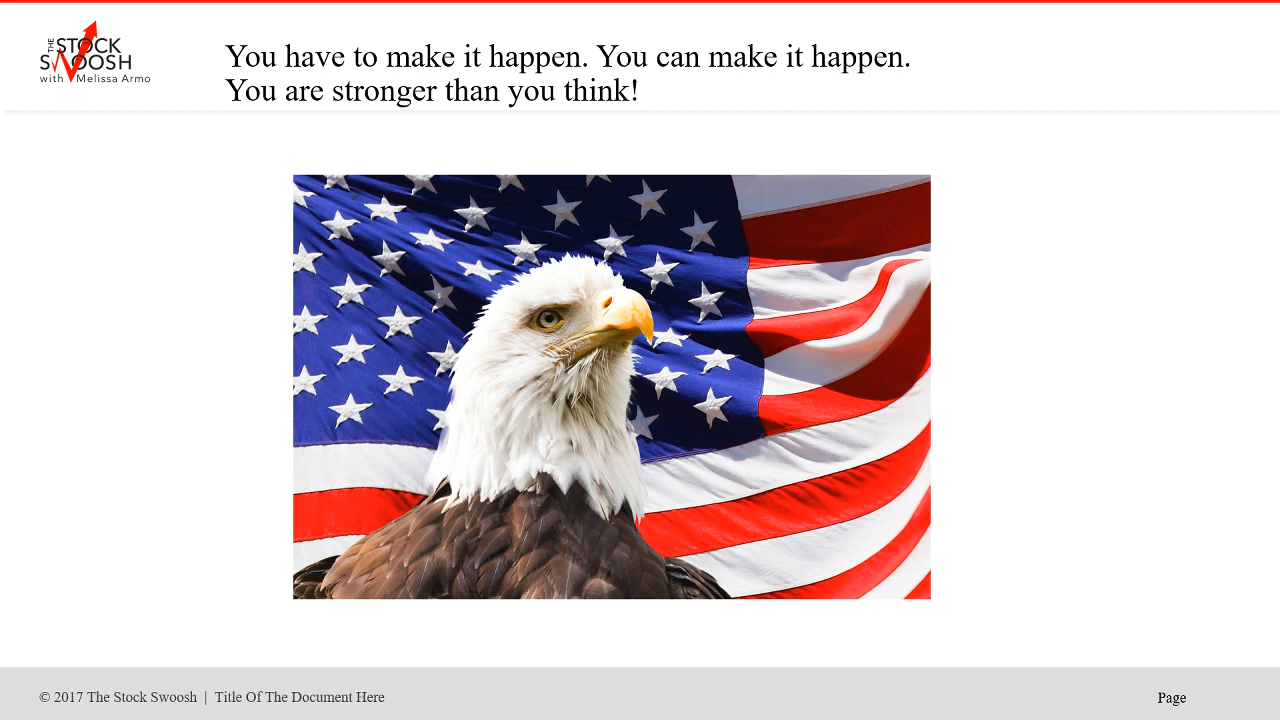 THE
STOCK
SWOOSH
with Melissa Armo
You have to make it happen. You can make it happen.
You are stronger than you think!
© 2017 The Stock Swoosh | Title Of The Document Here
Page